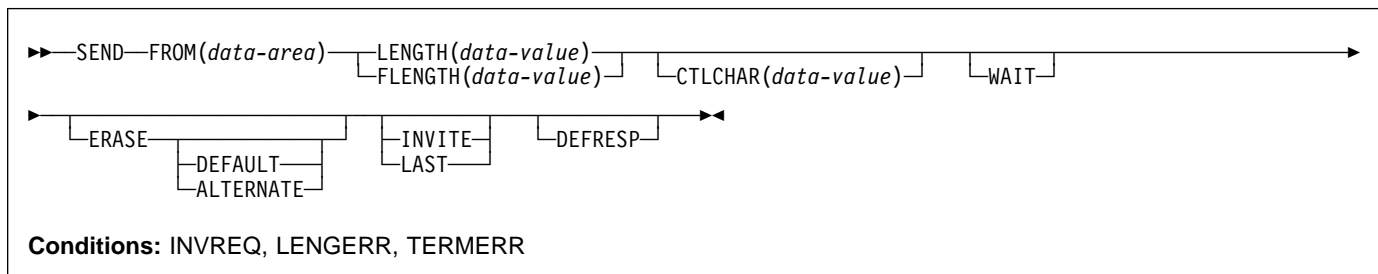 SEND FROM(data-area) LENGTH(data-value) CTLCHAR(data-value) WAIT
FLENGTH(data-value)
ERASE DEFAULT ALTERNATE INVITE LAST DEFRESP
Conditions: INVREQ, LENGERR, TERMERR